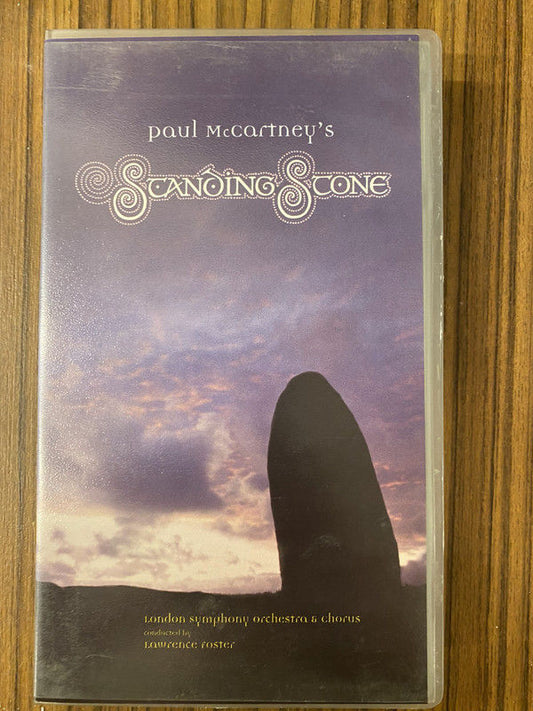 paul McCartney's
Standing Stone
London Symphony Orchestra & Chorus
conducted by
Lawrence Foster